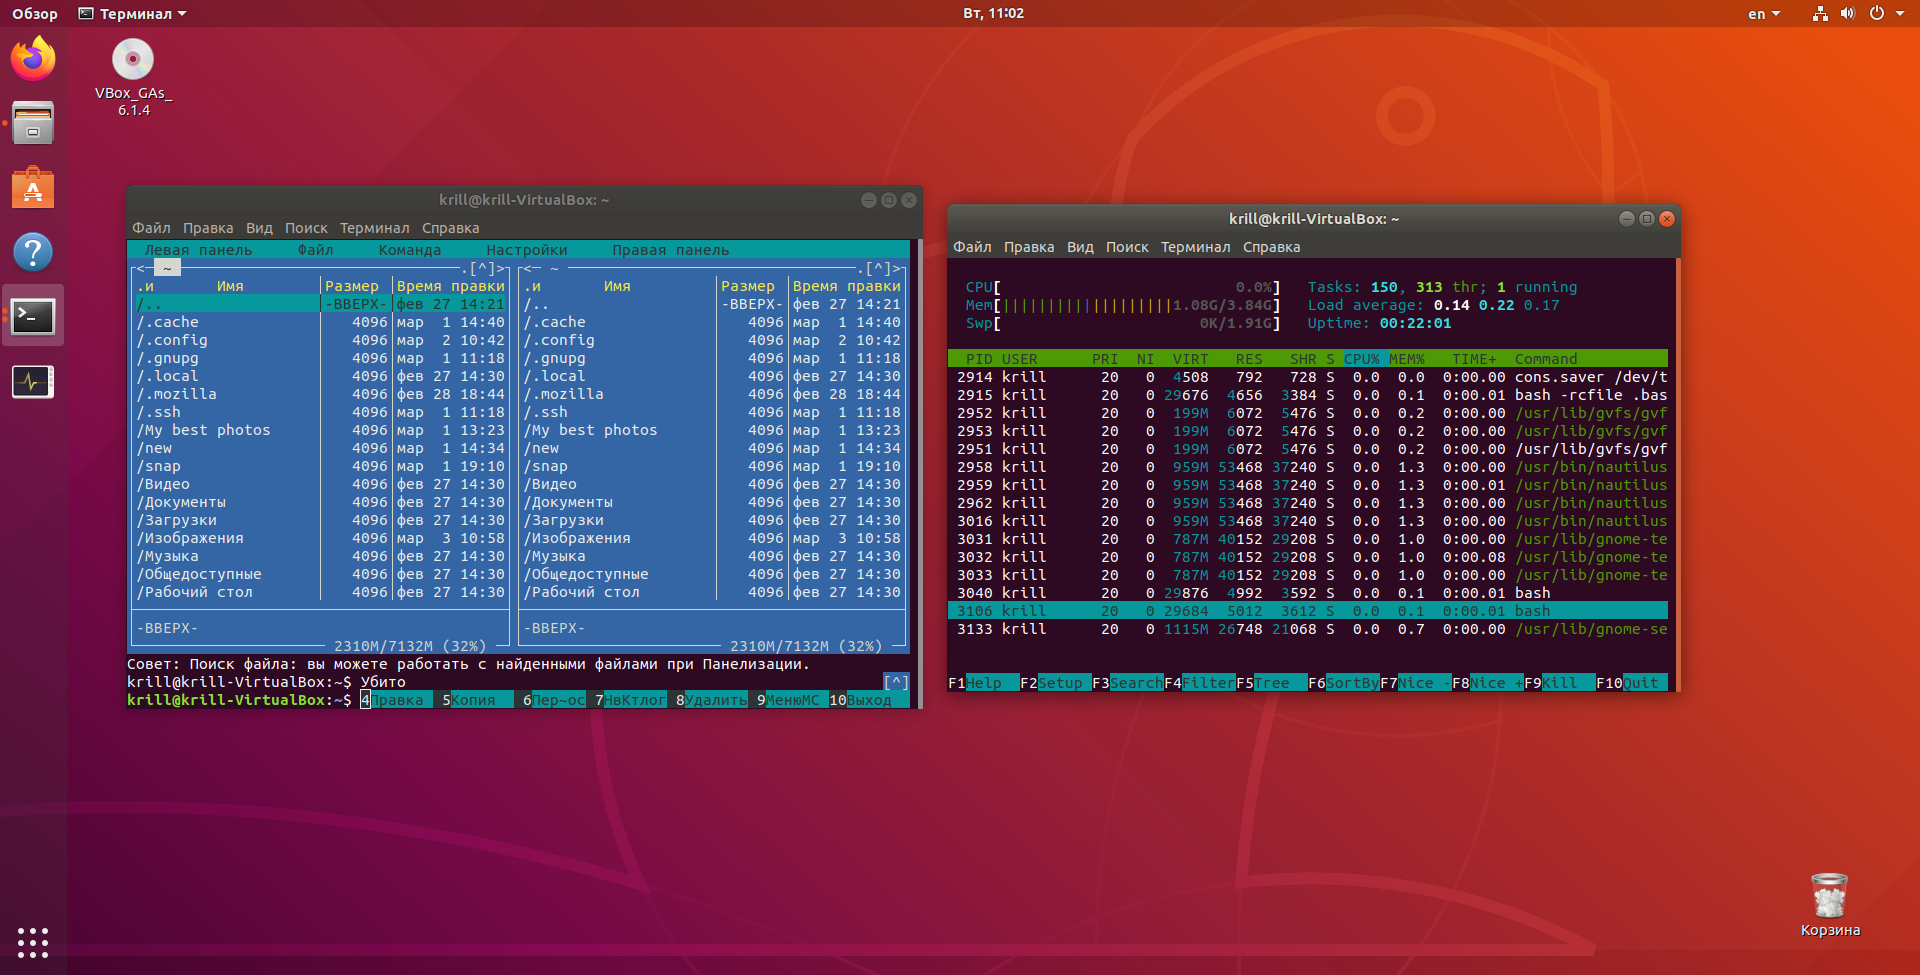 Обзор Терминал Вт, 11:02 en
VBox_GAs_
6.1.4
krill@krill-VirtualBox: ~
Файл Правка Вид Поиск Терминал Справка
Левая панель Файл Команда Настройки Правая панель
<─ ~ .[^]> <─ ~ .[^]>
.и Имя Размер Время правки .и Имя Размер Время правки
/.. -ВВЕРХ- фев 27 14:21 /.. -ВВЕРХ- фев 27 14:21
/.cache 4096 мар 1 14:40 /.cache 4096 мар 1 14:40
/.config 4096 мар 2 10:42 /.config 4096 мар 2 10:42
/.gnupg 4096 мар 1 11:18 /.gnupg 4096 мар 1 11:18
/.local 4096 фев 27 14:30 /.local 4096 фев 27 14:30
/.mozilla 4096 фев 28 18:44 /.mozilla 4096 фев 28 18:44
/.ssh 4096 мар 1 11:18 /.ssh 4096 мар 1 11:18
/My best photos 4096 мар 1 13:23 /My best photos 4096 мар 1 13:23
/new 4096 мар 1 14:34 /new 4096 мар 1 14:34
/snap 4096 мар 1 19:10 /snap 4096 мар 1 19:10
/Видео 4096 фев 27 14:30 /Видео 4096 фев 27 14:30
/Документы 4096 фев 27 14:30 /Документы 4096 фев 27 14:30
/Загрузки 4096 фев 27 14:30 /Загрузки 4096 фев 27 14:30
/Изображения 4096 мар 3 10:58 /Изображения 4096 мар 3 10:58
/Музыка 4096 фев 27 14:30 /Музыка 4096 фев 27 14:30
/Общедоступные 4096 фев 27 14:30 /Общедоступные 4096 фев 27 14:30
/Рабочий стол 4096 фев 27 14:30 /Рабочий стол 4096 фев 27 14:30
-ВВЕРХ- -ВВЕРХ-
2310M/7132M (32%) 2310M/7132M (32%)
Совет: Поиск файла: вы можете работать с найденными файлами при Панелизации.
krill@krill-VirtualBox:~$ Убито [^]
krill@krill-VirtualBox:~$ 4Правка 5Копия 6Пер~ос 7НвКтлог 8Удалить 9МенюМС 10Выход
krill@krill-VirtualBox: ~
Файл Правка Вид Поиск Терминал Справка
CPU[ 0.0%] Tasks: 150, 313 thr; 1 running
Mem[|||||||||||||||||||1.08G/3.84G] Load average: 0.14 0.22 0.17
Swp[ 0K/1.91G] Uptime: 00:22:01
PID USER PRI NI VIRT RES SHR S CPU% MEM% TIME+ Command
2914 krill 20 0 4508 792 728 S 0.0 0.0 0:00.00 cons.saver /dev/t
2915 krill 20 0 29676 4656 3384 S 0.0 0.1 0:00.01 bash -rcfile .bas
2952 krill 20 0 199M 6072 5476 S 0.0 0.2 0:00.00 /usr/lib/gvfs/gvf
2953 krill 20 0 199M 6072 5476 S 0.0 0.2 0:00.00 /usr/lib/gvfs/gvf
2951 krill 20 0 199M 6072 5476 S 0.0 0.2 0:00.00 /usr/lib/gvfs/gvf
2958 krill 20 0 959M 53468 37240 S 0.0 1.3 0:00.00 /usr/bin/nautilus
2959 krill 20 0 959M 53468 37240 S 0.0 1.3 0:00.01 /usr/bin/nautilus
2962 krill 20 0 959M 53468 37240 S 0.0 1.3 0:00.00 /usr/bin/nautilus
3016 krill 20 0 959M 53468 37240 S 0.0 1.3 0:00.00 /usr/bin/nautilus
3031 krill 20 0 787M 40152 29208 S 0.0 1.0 0:00.00 /usr/lib/gnome-te
3032 krill 20 0 787M 40152 29208 S 0.0 1.0 0:00.08 /usr/lib/gnome-te
3033 krill 20 0 787M 40152 29208 S 0.0 1.0 0:00.00 /usr/lib/gnome-te
3040 krill 20 0 29876 4992 3592 S 0.0 0.1 0:00.01 bash
3106 krill 20 0 29684 5012 3612 S 0.0 0.1 0:00.01 bash
3133 krill 20 0 1115M 26748 21068 S 0.0 0.7 0:00.00 /usr/lib/gnome-se
F1Help F2Setup F3SearchF4FilterF5Tree F6SortByF7Nice -F8Nice +F9Kill F10Quit
Корзина